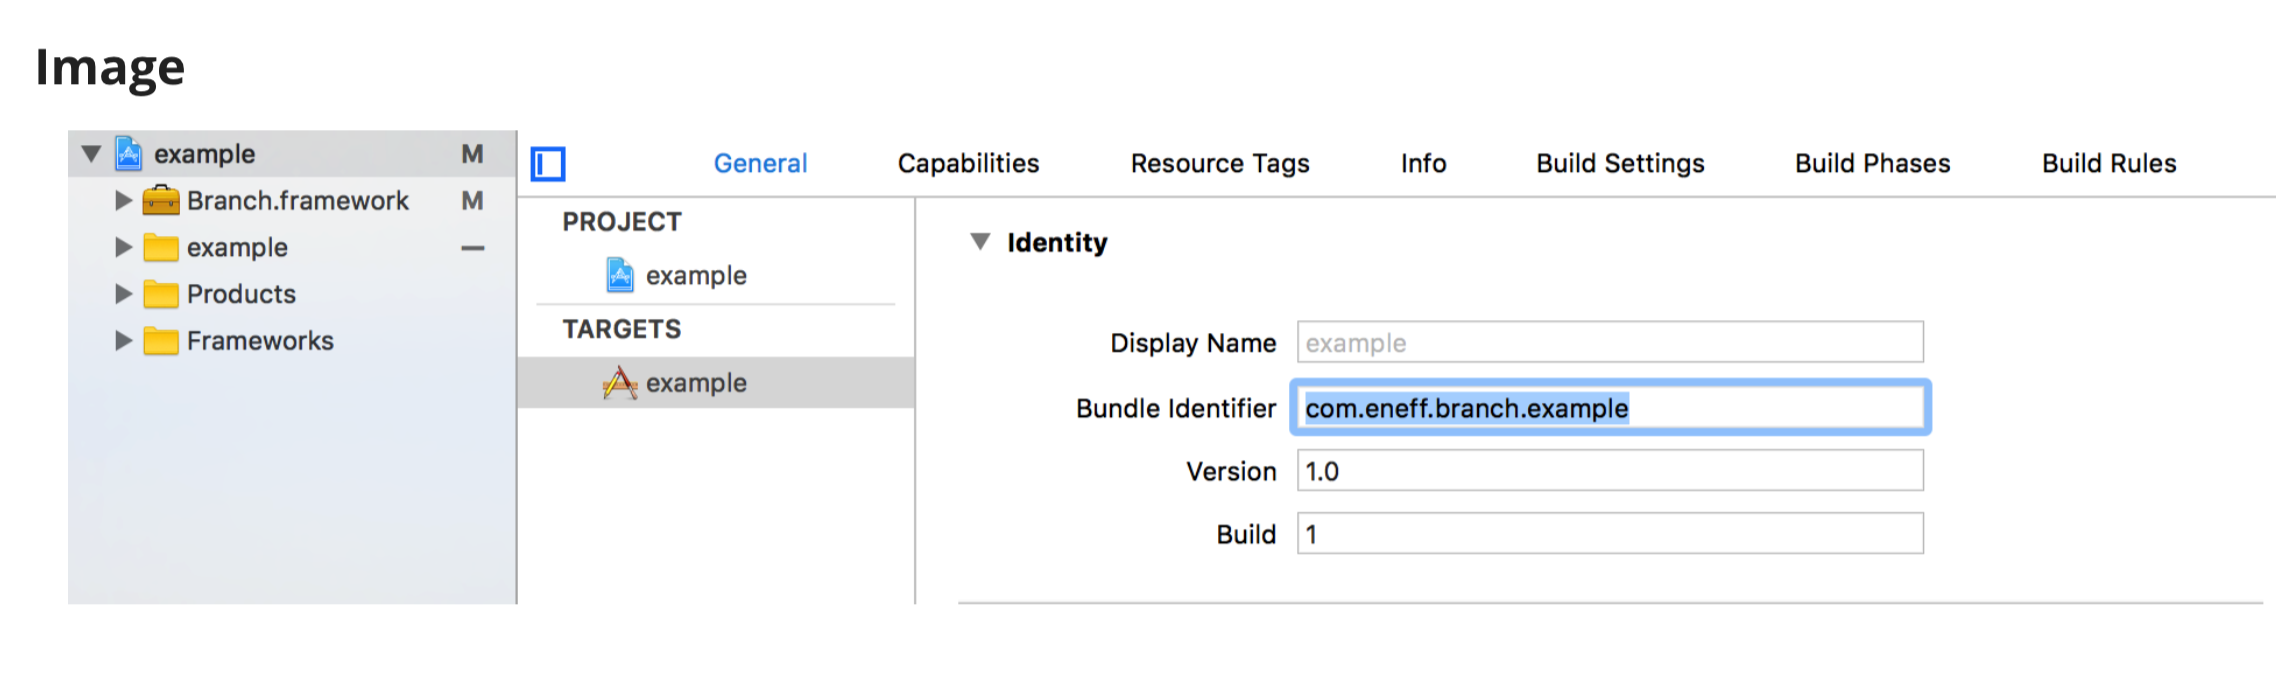 Image
example M
Branch.framework M
example —
Products
Frameworks
General Capabilities Resource Tags Info Build Settings Build Phases Build Rules
PROJECT
example
TARGETS
example
Identity
Display Name example
Bundle Identifier com.eneff.branch.example
Version 1.0
Build 1